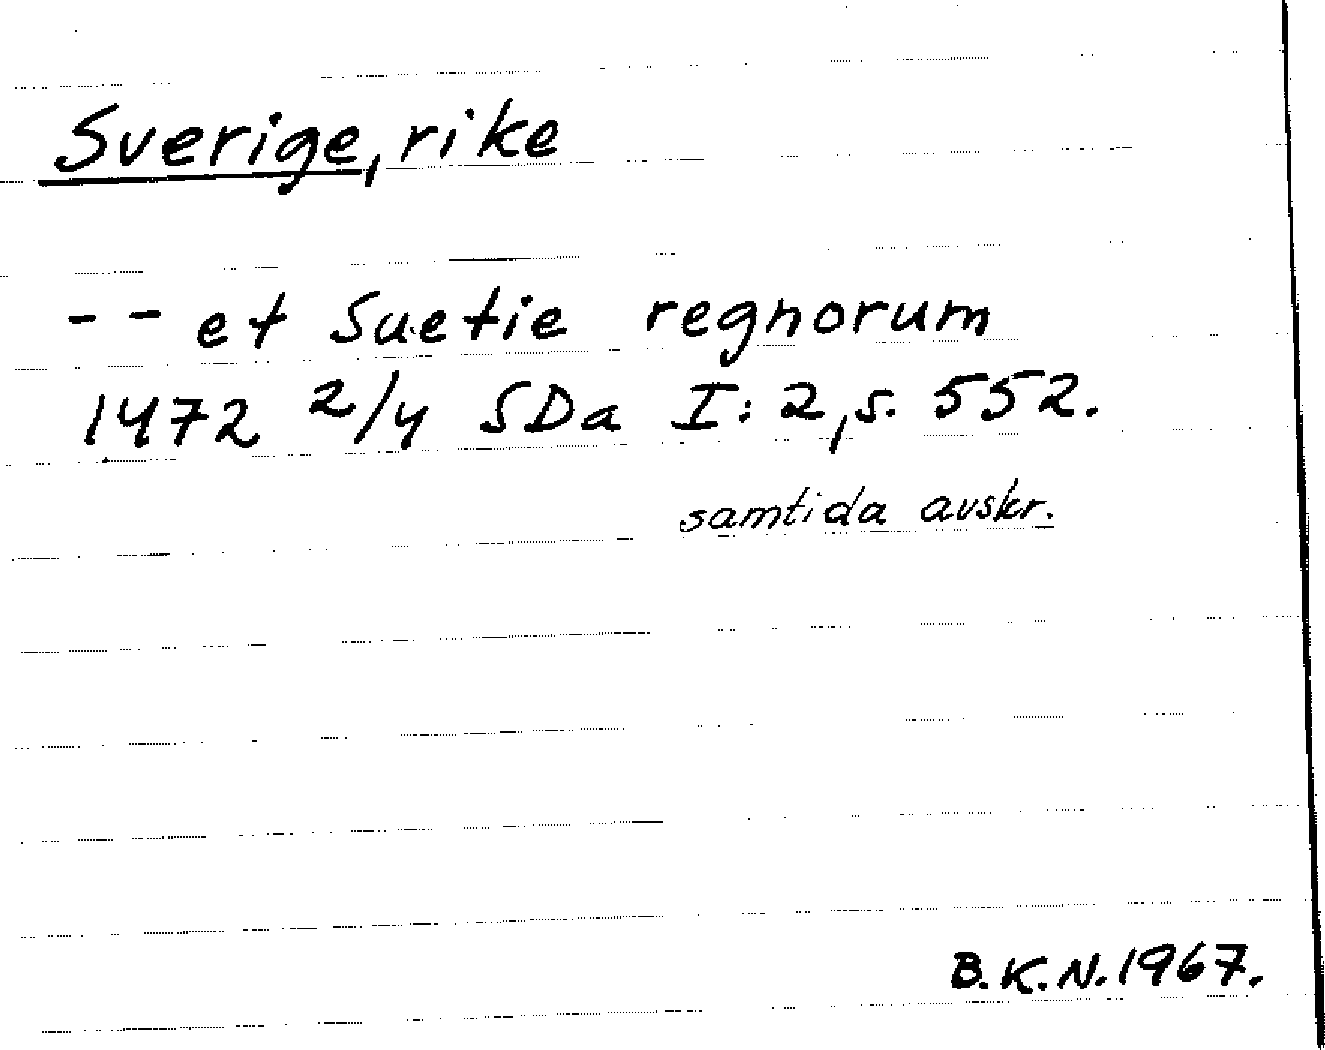 Sverige, rike
-- et Suetie regnorum
1472 2/4 SDa I:2, s. 552.
samtida avskr.
B.K.N. 1967.